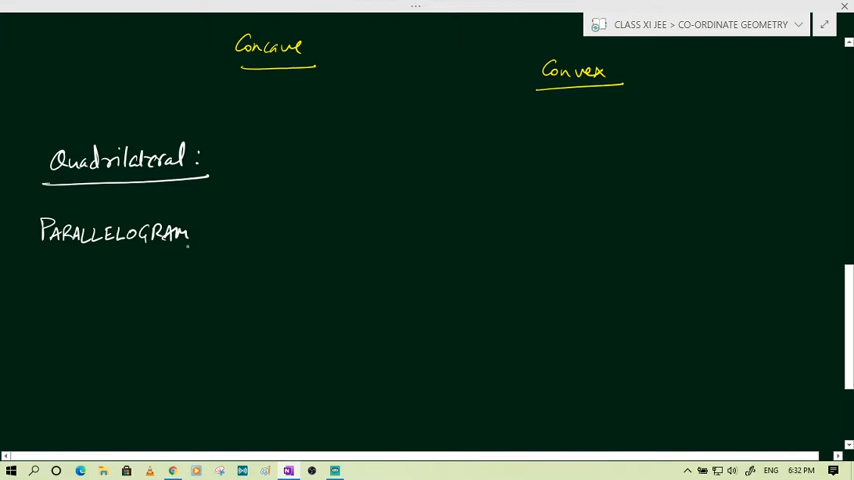 CLASS XI JEE > CO-ORDINATE GEOMETRY
Concave
Convex
Quadrilateral :
PARALLELOGRAM
ENG
6:32 PM